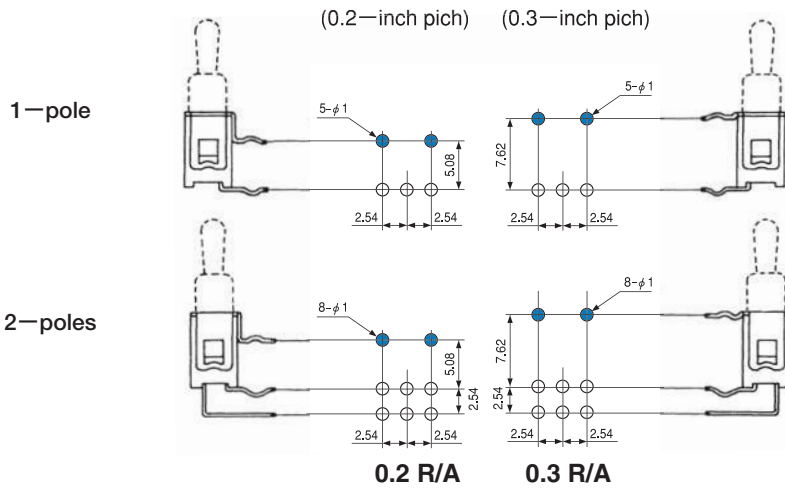 (0.2—inch pich) (0.3—inch pich)
1—pole
5-φ1
5.08
2.54 2.54
5-φ1
7.62
2.54 2.54
2—poles
8-φ1
5.08
2.54
2.54 2.54
8-φ1
7.62
2.54
2.54 2.54
0.2 R/A 0.3 R/A